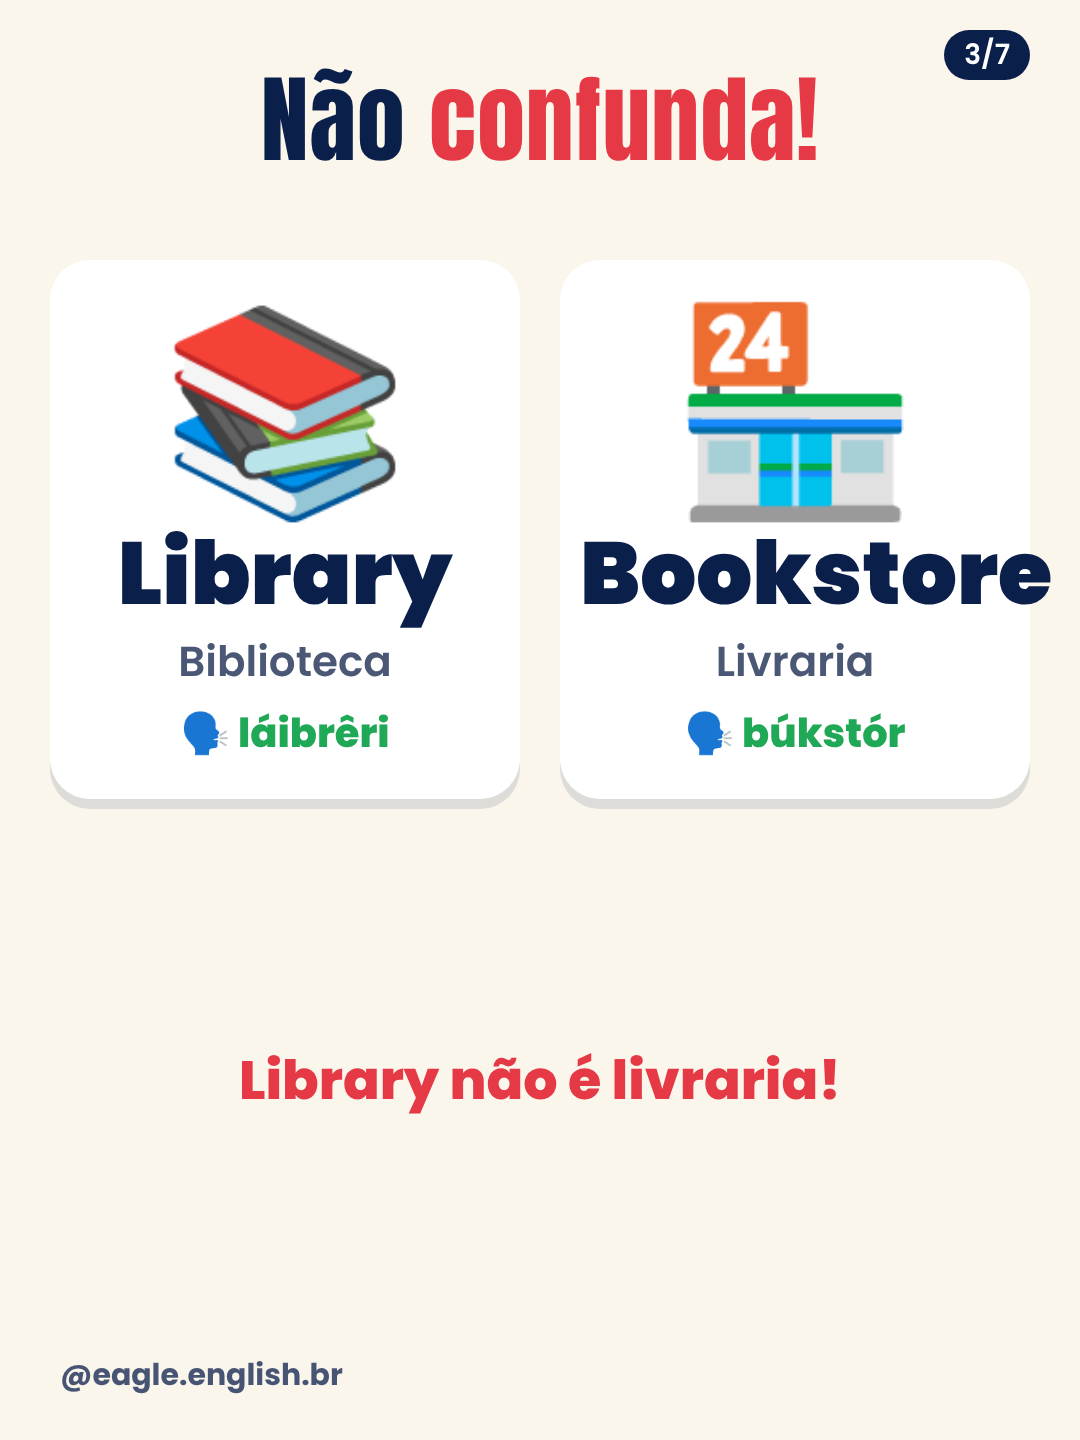 3/7
Não confunda!
24
Library
Biblioteca
láibrêri
Bookstore
Livraria
búkstór
Library não é livraria!
@eagle.english.br